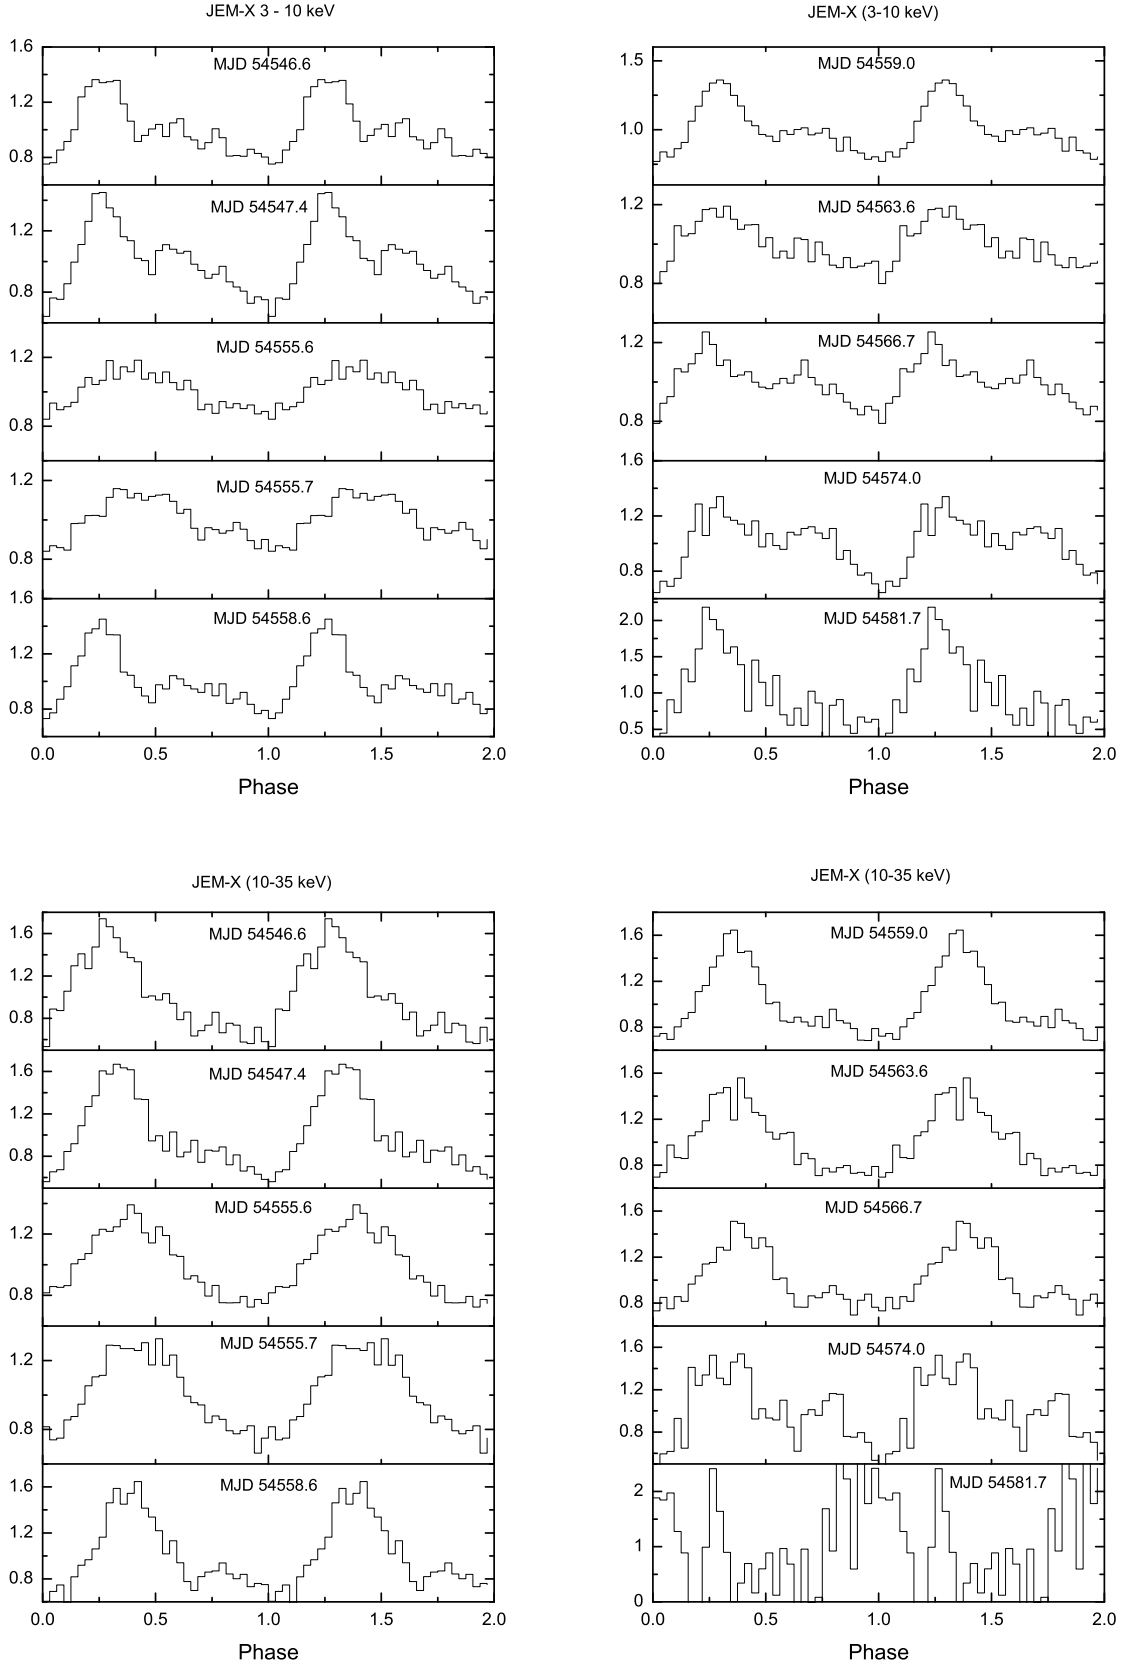 JEM-X 3 - 10 keV
MJD 54546.6
1.6
1.2
0.8
MJD 54547.4
1.2
0.8
MJD 54555.6
1.2
0.8
MJD 54555.7
1.2
0.8
1.6
MJD 54558.6
1.2
0.8
0.0 0.5 1.0 1.5 2.0
Phase
JEM-X (3-10 keV)
MJD 54559.0
1.5
1.0
MJD 54563.6
1.2
0.8
MJD 54566.7
1.2
0.8
1.6
MJD 54574.0
1.2
0.8
MJD 54581.7
2.0
1.5
1.0
0.5
0.0 0.5 1.0 1.5 2.0
Phase
JEM-X (10-35 keV)
MJD 54546.6
1.6
1.2
0.8
MJD 54547.4
1.6
1.2
0.8
MJD 54555.6
1.2
0.8
MJD 54555.7
1.2
0.8
MJD 54558.6
1.6
1.2
0.8
0.0 0.5 1.0 1.5 2.0
Phase
JEM-X (10-35 keV)
MJD 54559.0
1.6
1.2
0.8
MJD 54563.6
1.6
1.2
0.8
MJD 54566.7
1.6
1.2
0.8
MJD 54574.0
1.6
1.2
0.8
MJD 54581.7
2
1
0
0.0 0.5 1.0 1.5 2.0
Phase